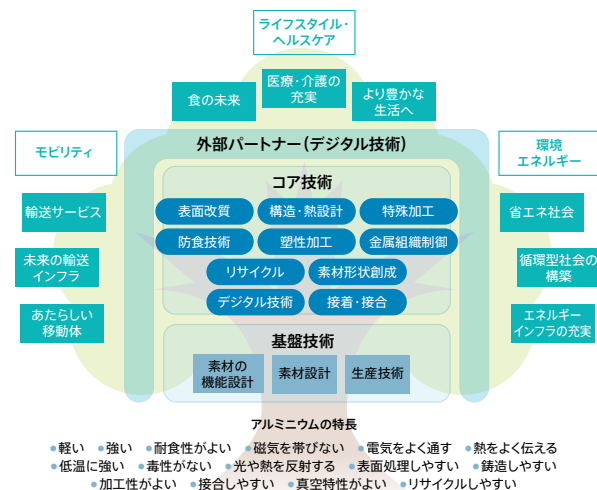 ライフスタイル・
ヘルスケア
食の未来
医療・介護の
充実
より豊かな
生活へ
モビリティ
外部パートナー（デジタル技術）
環境
エネルギー
輸送サービス
未来の輸送
インフラ
あたらしい
移動体
コア技術
表面改質 構造・熱設計 特殊加工
防食技術 塑性加工 金属組織制御
リサイクル 素材形状創成
デジタル技術 接着・接合
省エネ社会
循環型社会の
構築
エネルギー
インフラの充実
基盤技術
素材の
機能設計
素材設計
生産技術
アルミニウムの特長
●軽い ●強い ●耐食性がよい ●磁気を帯びない ●電気をよく通す ●熱をよく伝える
●低温に強い ●毒性がない ●光や熱を反射する ●表面処理しやすい ●鋳造しやすい
●加工性がよい ●接合しやすい ●真空特性がよい ●リサイクルしやすい